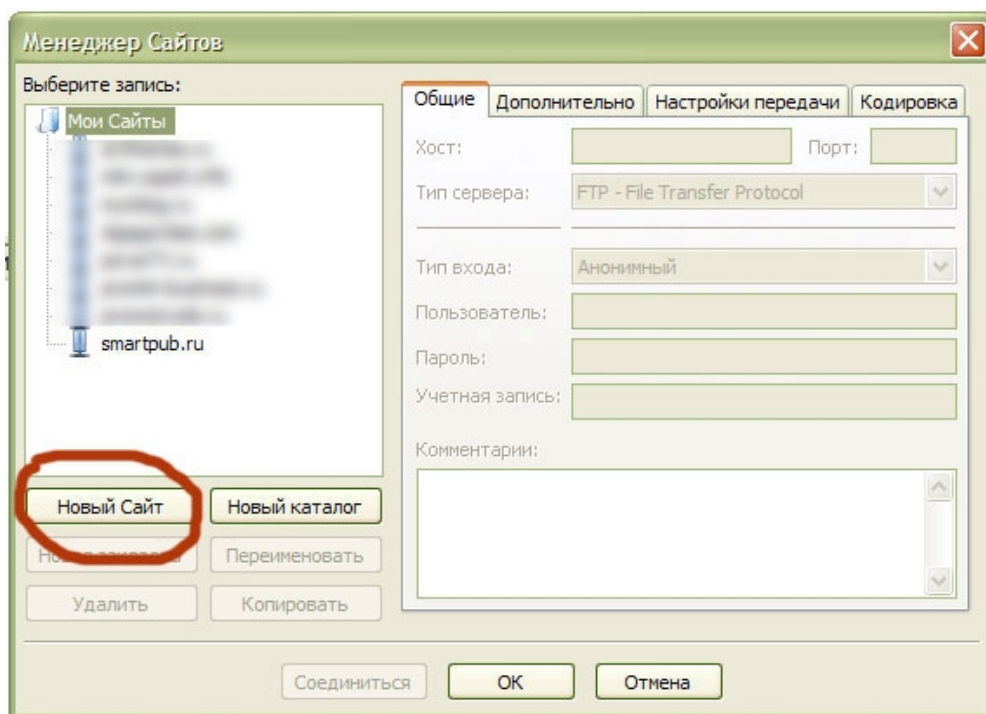 Менеджер Сайтов
Выберите запись:
Мои Сайты
smartpub.ru
Новый Сайт
Новый каталог
Переименовать
Удалить
Копировать
Общие
Дополнительно
Настройки передачи
Кодировка
Хост:
Порт:
Тип сервера:
FTP - File Transfer Protocol
Тип входа:
Анонимный
Пользователь:
Пароль:
Учетная запись:
Комментарии:
Соединиться
OK
Отмена